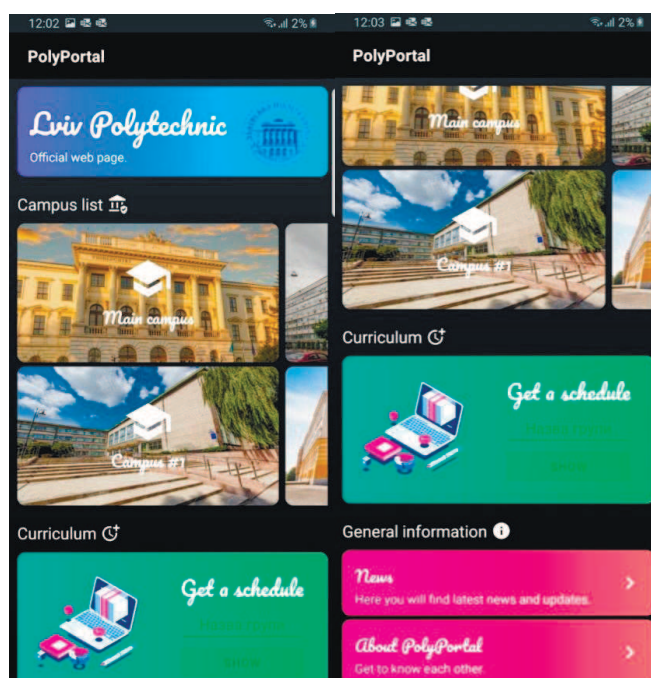 12:02 2%
PolyPortal
Lviv Polytechnic
Official web page.
Campus list
Main campus
Campus #1
Curriculum
Get a schedule
SHOW
12:03 2%
PolyPortal
Main campus
Campus #1
Curriculum
Get a schedule
SHOW
General information
News
Here you will find latest news and updates.
About PolyPortal
Get to know each other